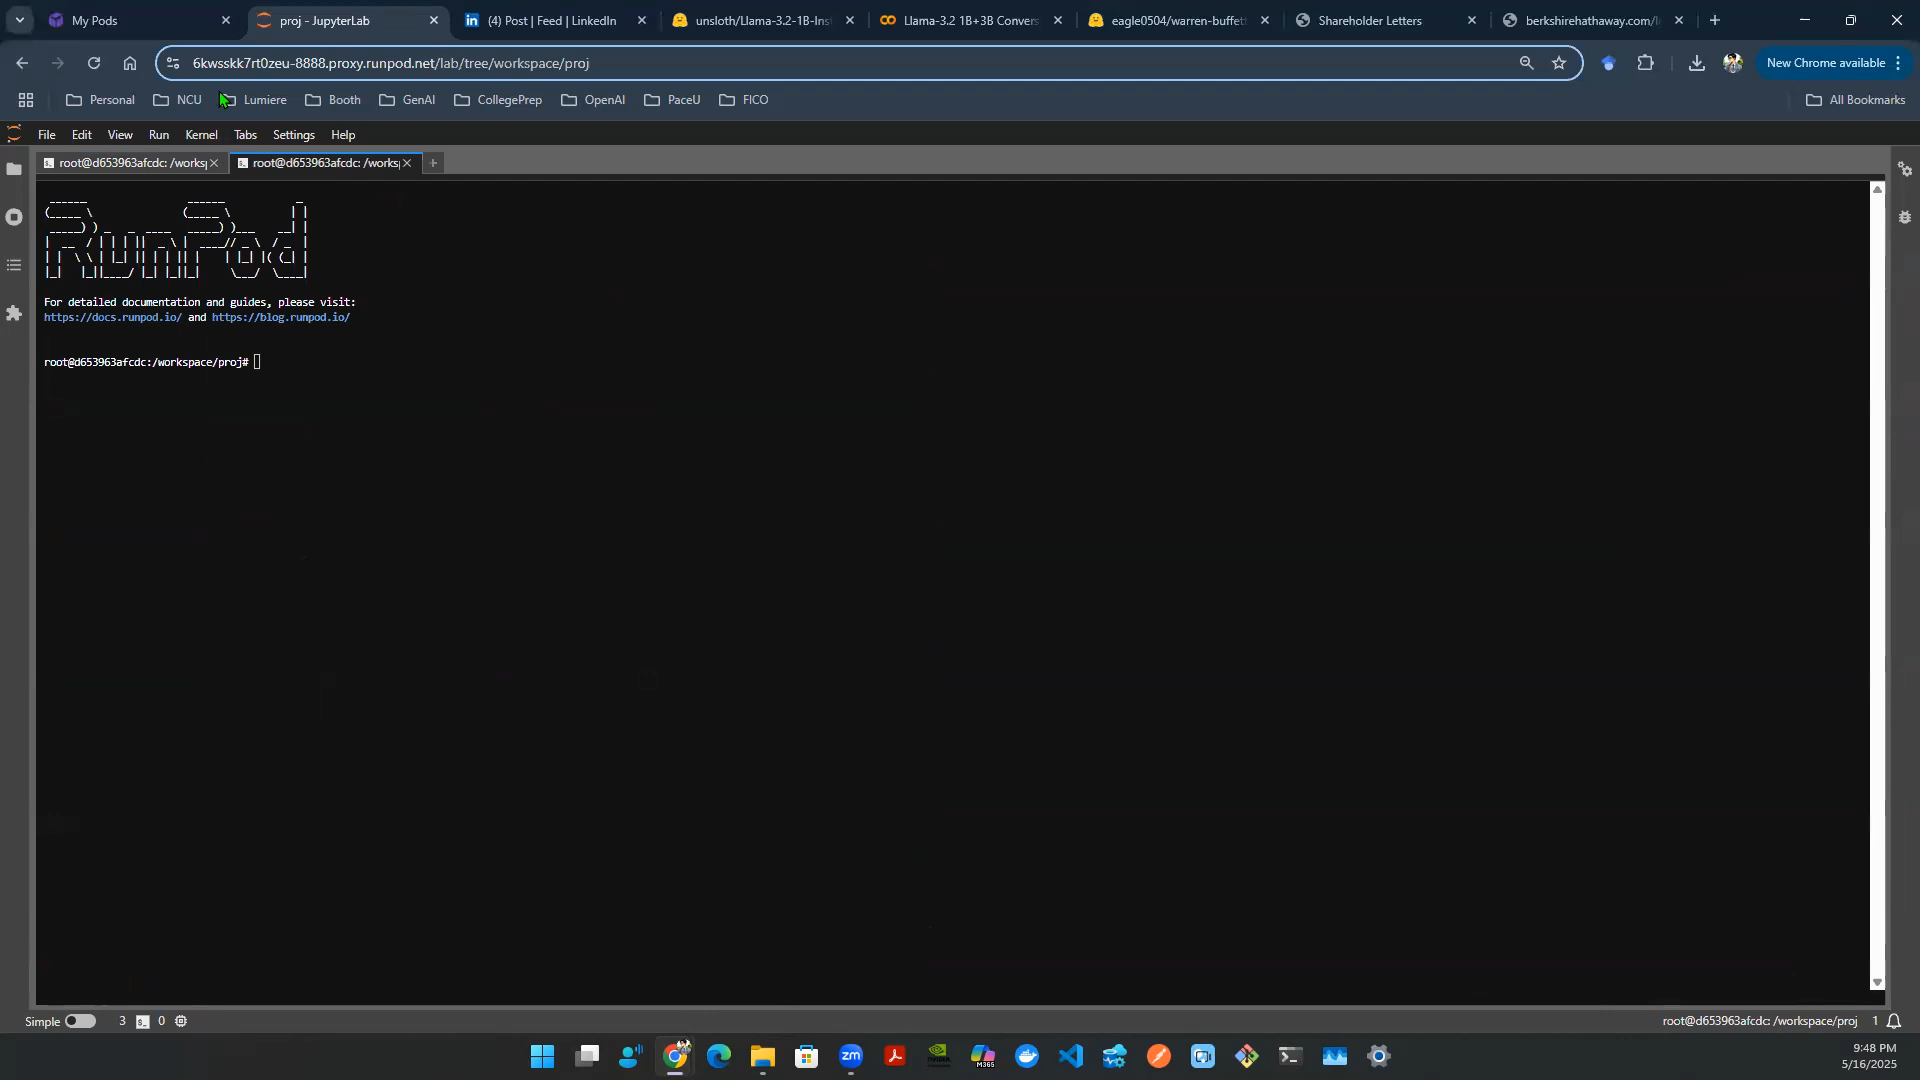 My Pods
proj - JupyterLab
(4) Post | Feed | LinkedIn
unsloth/Llama-3.2-1B-Ins
Llama-3.2 1B+3B Convers
eagle0504/warren-buffett
Shareholder Letters
berkshirehathaway.com/l
6kwsskk7rt0zeu-8888.proxy.runpod.net/lab/tree/workspace/proj
New Chrome available
Personal
NCU
Lumiere
Booth
GenAI
CollegePrep
OpenAI
PaceU
FICO
All Bookmarks
File Edit View Run Kernel Tabs Settings Help
root@d653963afcdc: /works
root@d653963afcdc: /works
RunPod
For detailed documentation and guides, please visit:
https://docs.runpod.io/ and https://blog.runpod.io/
root@d653963afcdc:/workspace/proj#
Simple 3 0
root@d653963afcdc: /workspace/proj 1
zm
M365
9:48 PM
5/16/2025